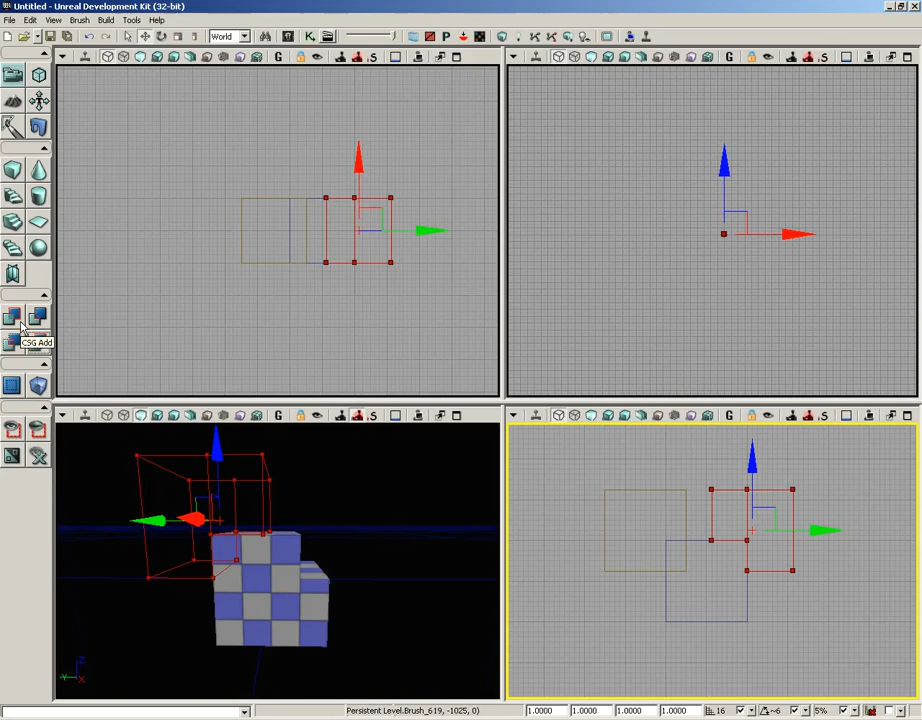 Untitled - Unreal Development Kit (32-bit)
File Edit View Brush Build Tools Help
World
G
G
CSG Add
G
G
Persistent Level.Brush_619, -1025, 0)
1.0000
1.0000
1.0000
1.0000
16
~6
5%